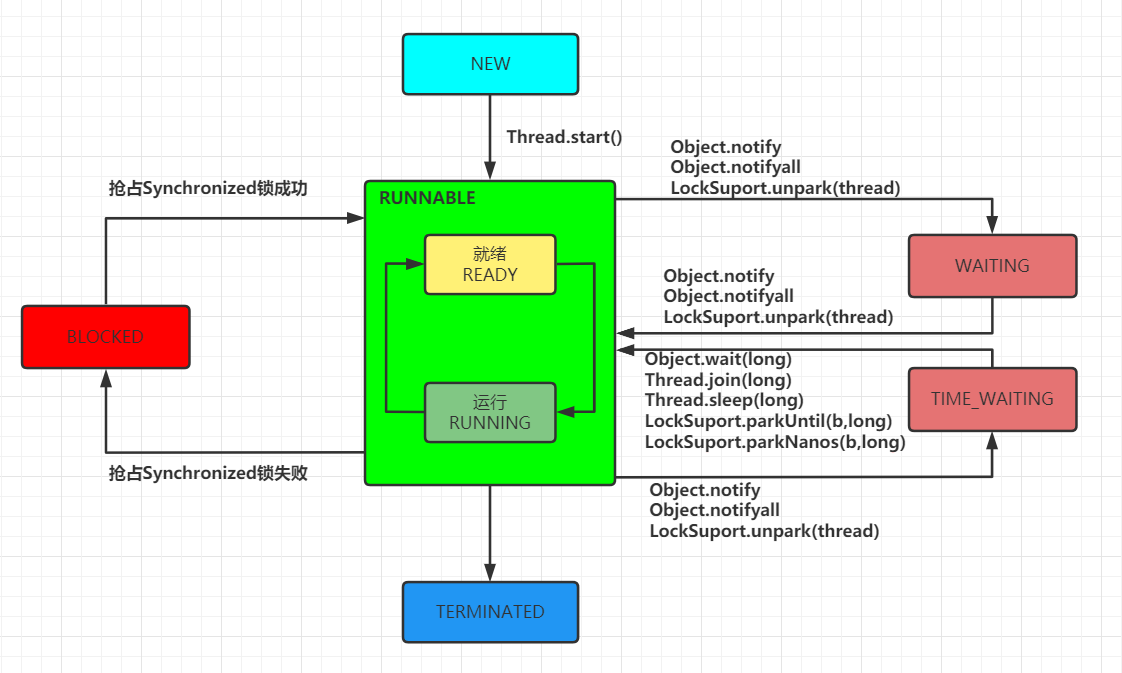 NEW
Thread.start()
Object.notify
Object.notifyall
LockSuport.unpark(thread)
抢占Synchronized锁成功
RUNNABLE
就绪
READY
WAITING
Object.notify
Object.notifyall
LockSuport.unpark(thread)
BLOCKED
Object.wait(long)
Thread.join(long)
Thread.sleep(long)
LockSuport.parkUntil(b,long)
LockSuport.parkNanos(b,long)
TIME_WAITING
运行
RUNNING
抢占Synchronized锁失败
Object.notify
Object.notifyall
LockSuport.unpark(thread)
TERMINATED